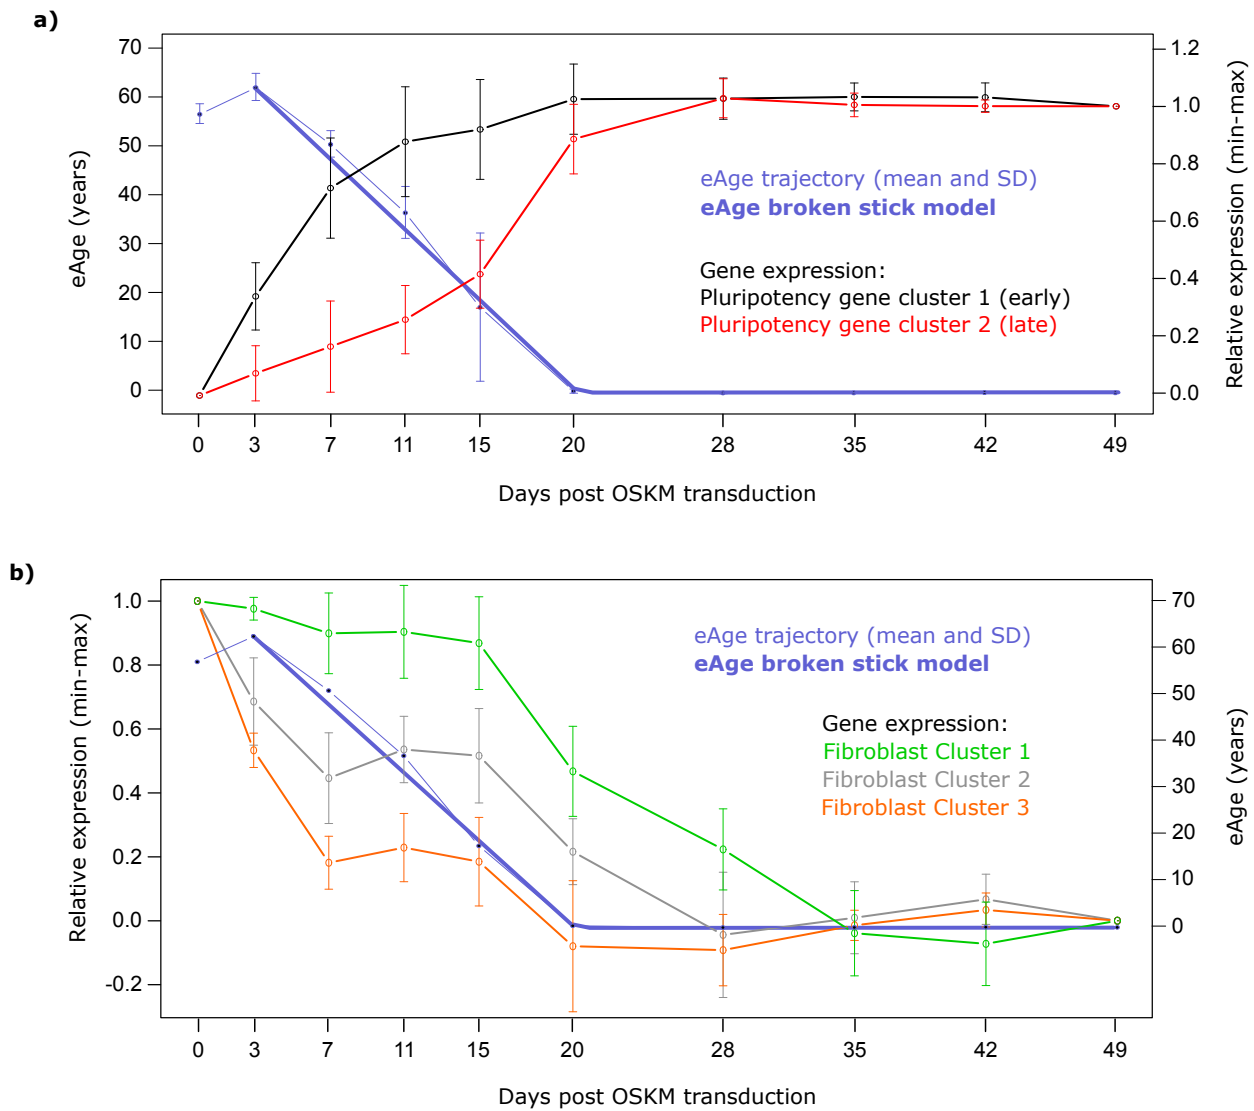 a)
70
60
50
40
30
20
10
0
eAge (years)
1.2
1.0
0.8
0.6
0.4
0.2
0.0
Relative expression (min-max)
eAge trajectory (mean and SD)
eAge broken stick model
Gene expression:
Pluripotency gene cluster 1 (early)
Pluripotency gene cluster 2 (late)
0 3 7 11 15 20 28 35 42 49
Days post OSKM transduction
b)
1.0
0.8
0.6
0.4
0.2
0.0
-0.2
Relative expression (min-max)
70
60
50
40
30
20
10
0
eAge (years)
eAge trajectory (mean and SD)
eAge broken stick model
Gene expression:
Fibroblast Cluster 1
Fibroblast Cluster 2
Fibroblast Cluster 3
0 3 7 11 15 20 28 35 42 49
Days post OSKM transduction